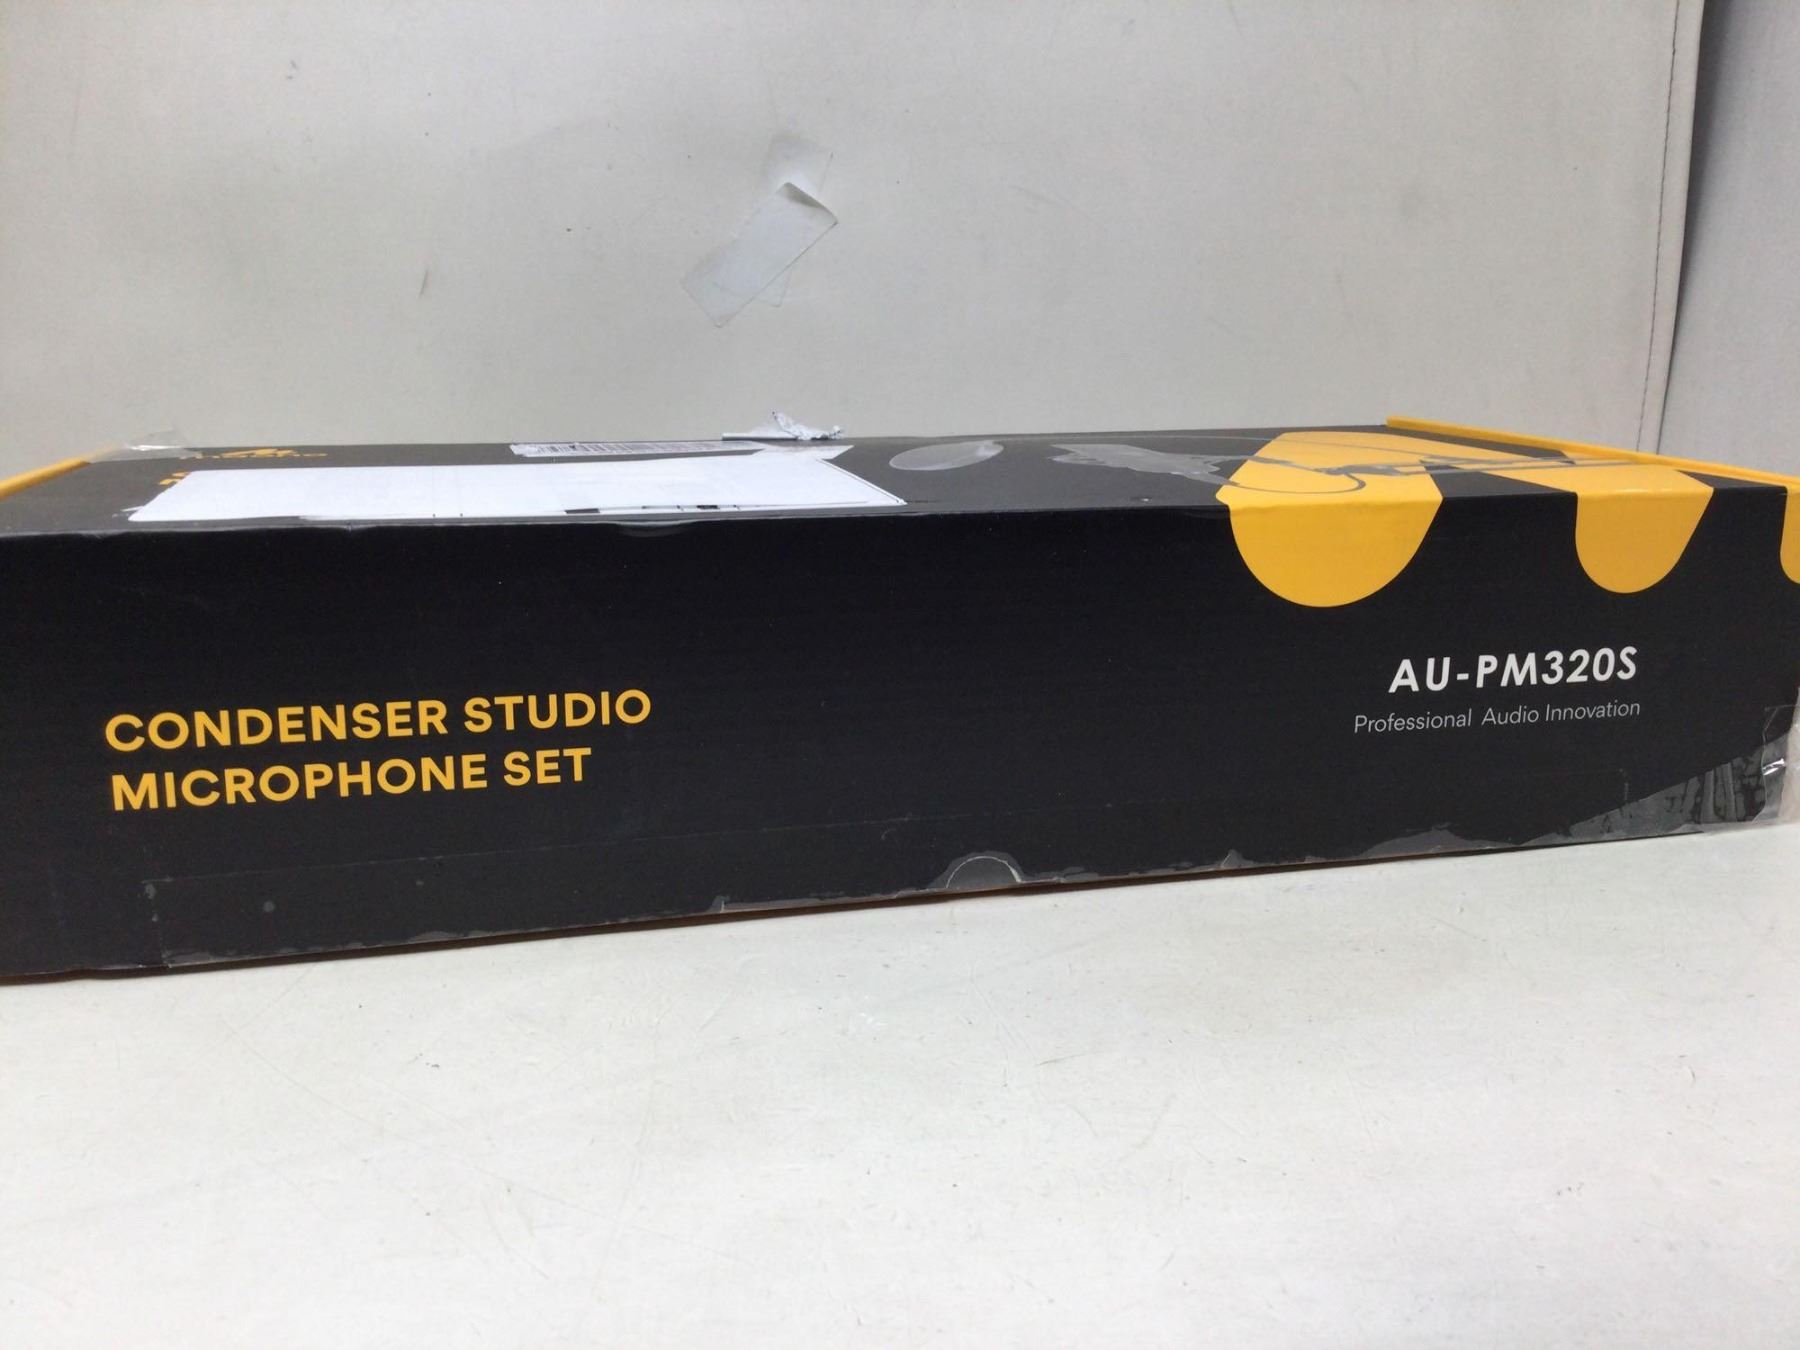 CONDENSER STUDIO
MICROPHONE SET
AU-PM320S
Professional Audio Innovation